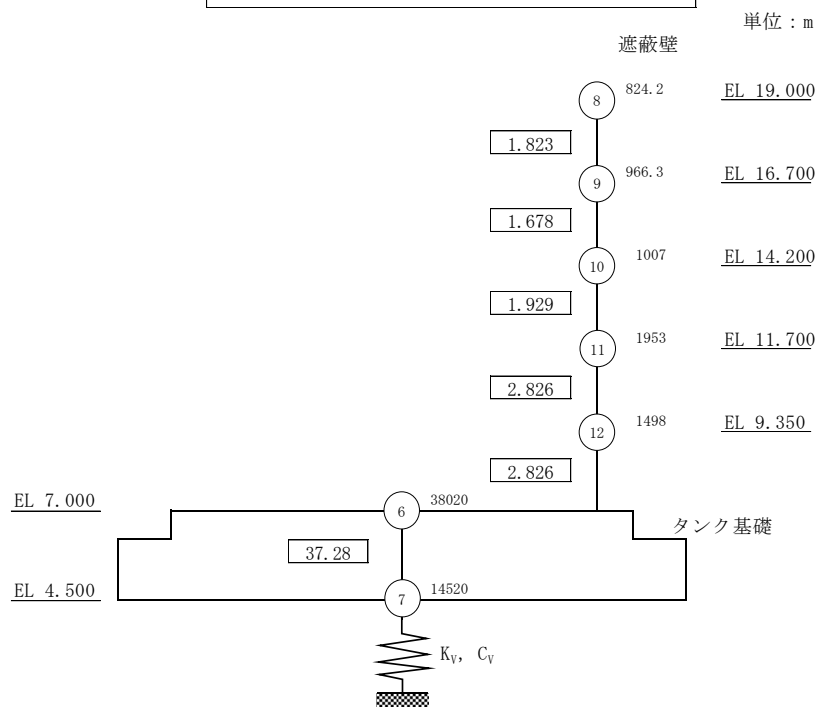 単位：m
遮蔽壁
8 824.2 EL 19.000
1.823
9 966.3 EL 16.700
1.678
10 1007 EL 14.200
1.929
11 1953 EL 11.700
2.826
12 1498 EL 9.350
2.826
EL 7.000 6 38020
タンク基礎
37.28
EL 4.500 7 14520
KV, CV